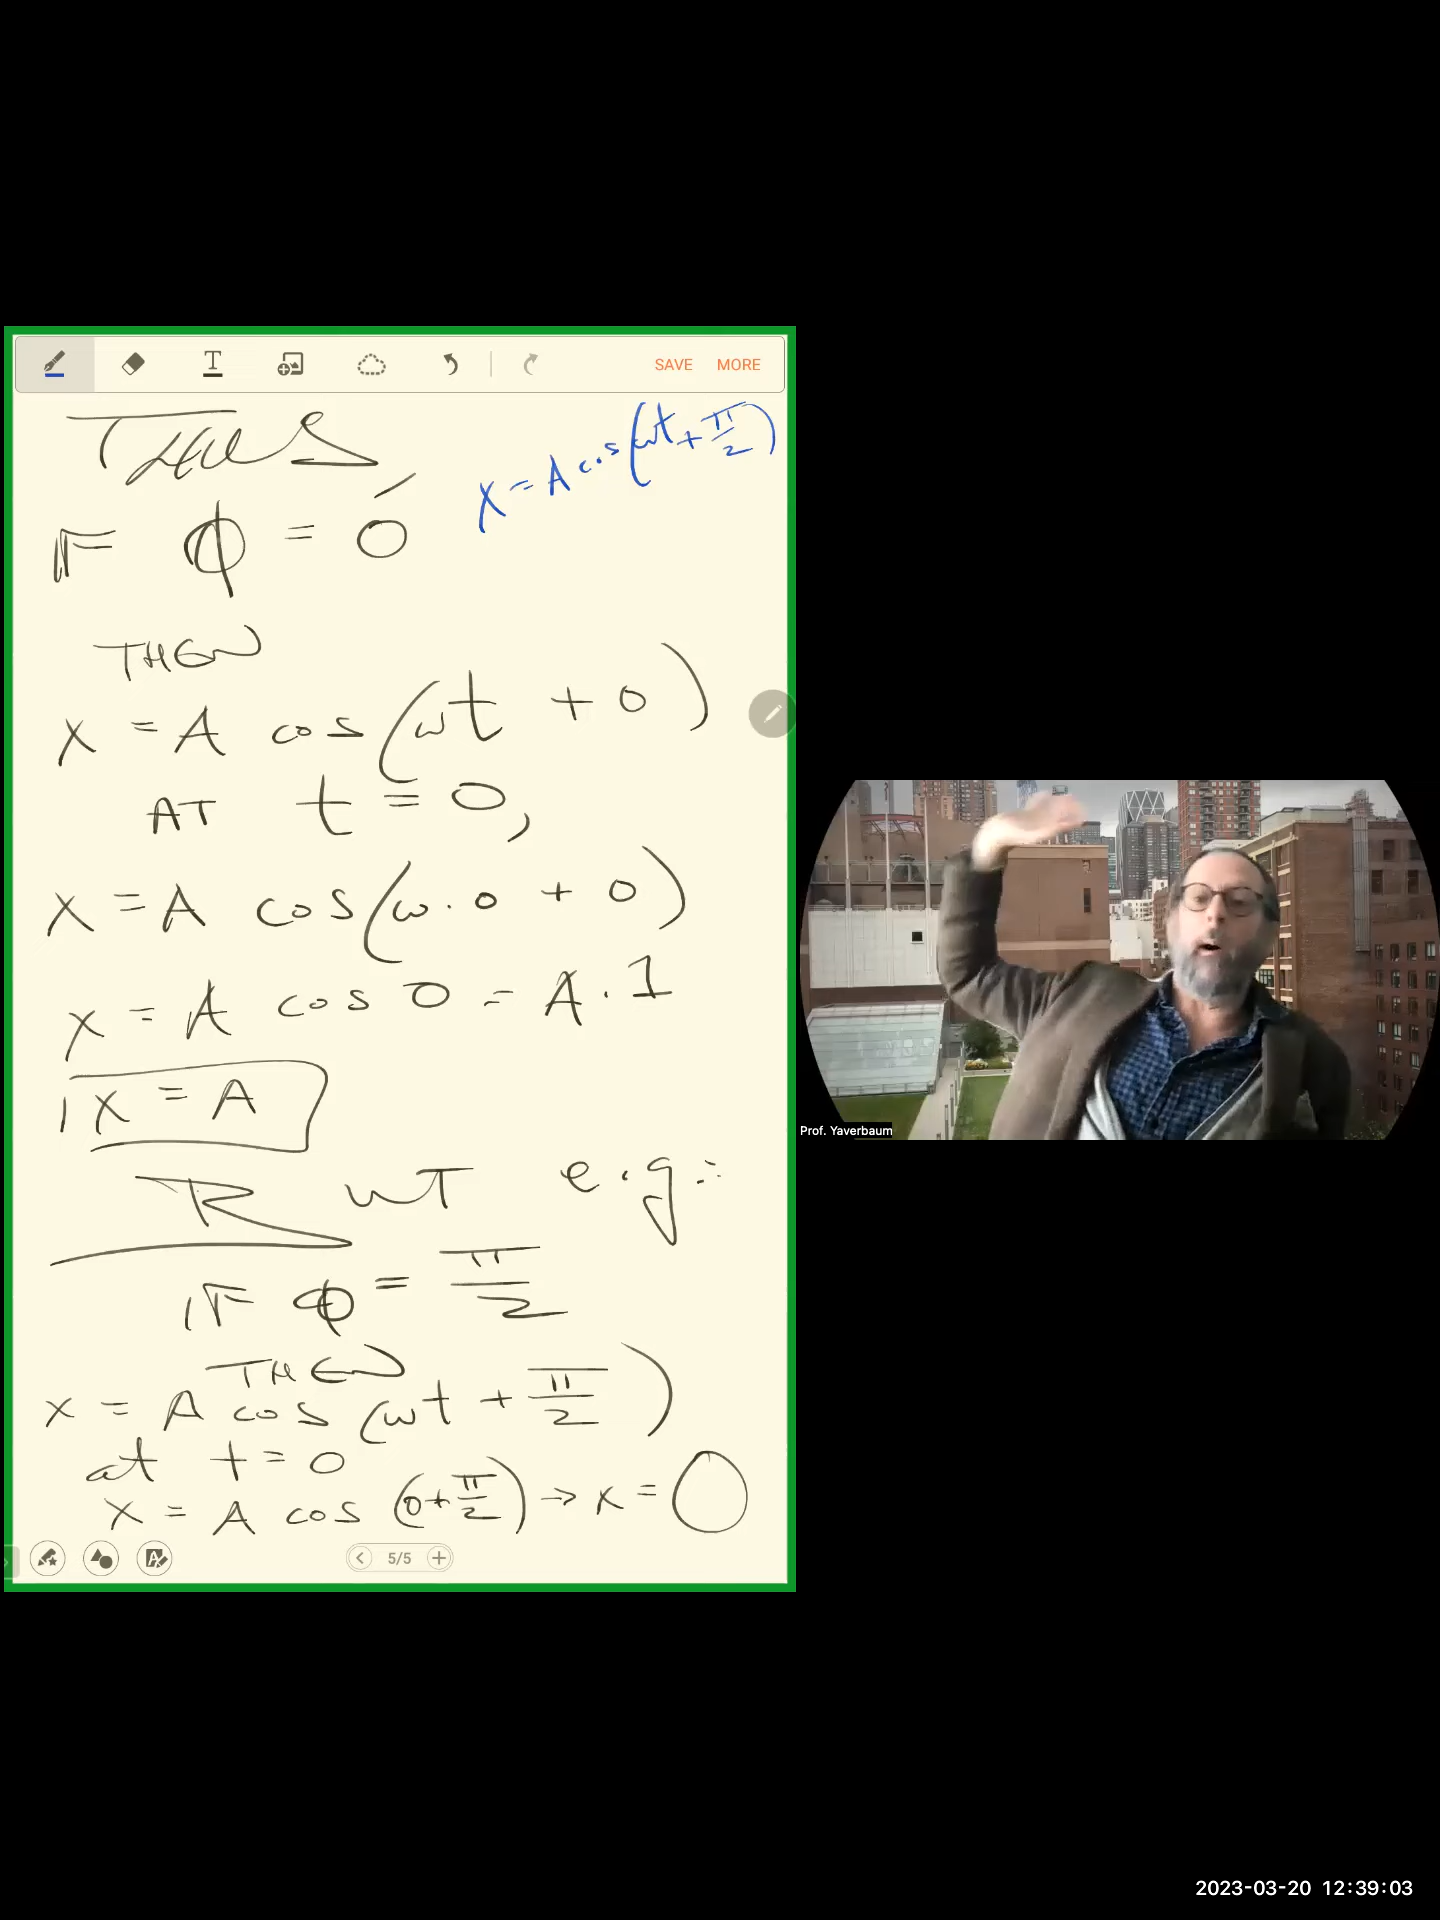 SAVE MORE
THUS,
x = A cos(ωt + π/2)
IF ϕ = 0
THEN
x = A cos(ωt + 0)
AT t = 0,
x = A cos(ω·0 + 0)
x = A cos 0 = A·1
x = A
e.g.:
IF ϕ = π/2
THEN
x = A cos(ωt + π/2)
at t = 0
x = A cos (0+π/2) → x = 0
5/5
Prof. Yaverbaum
2023-03-20 12:39:03